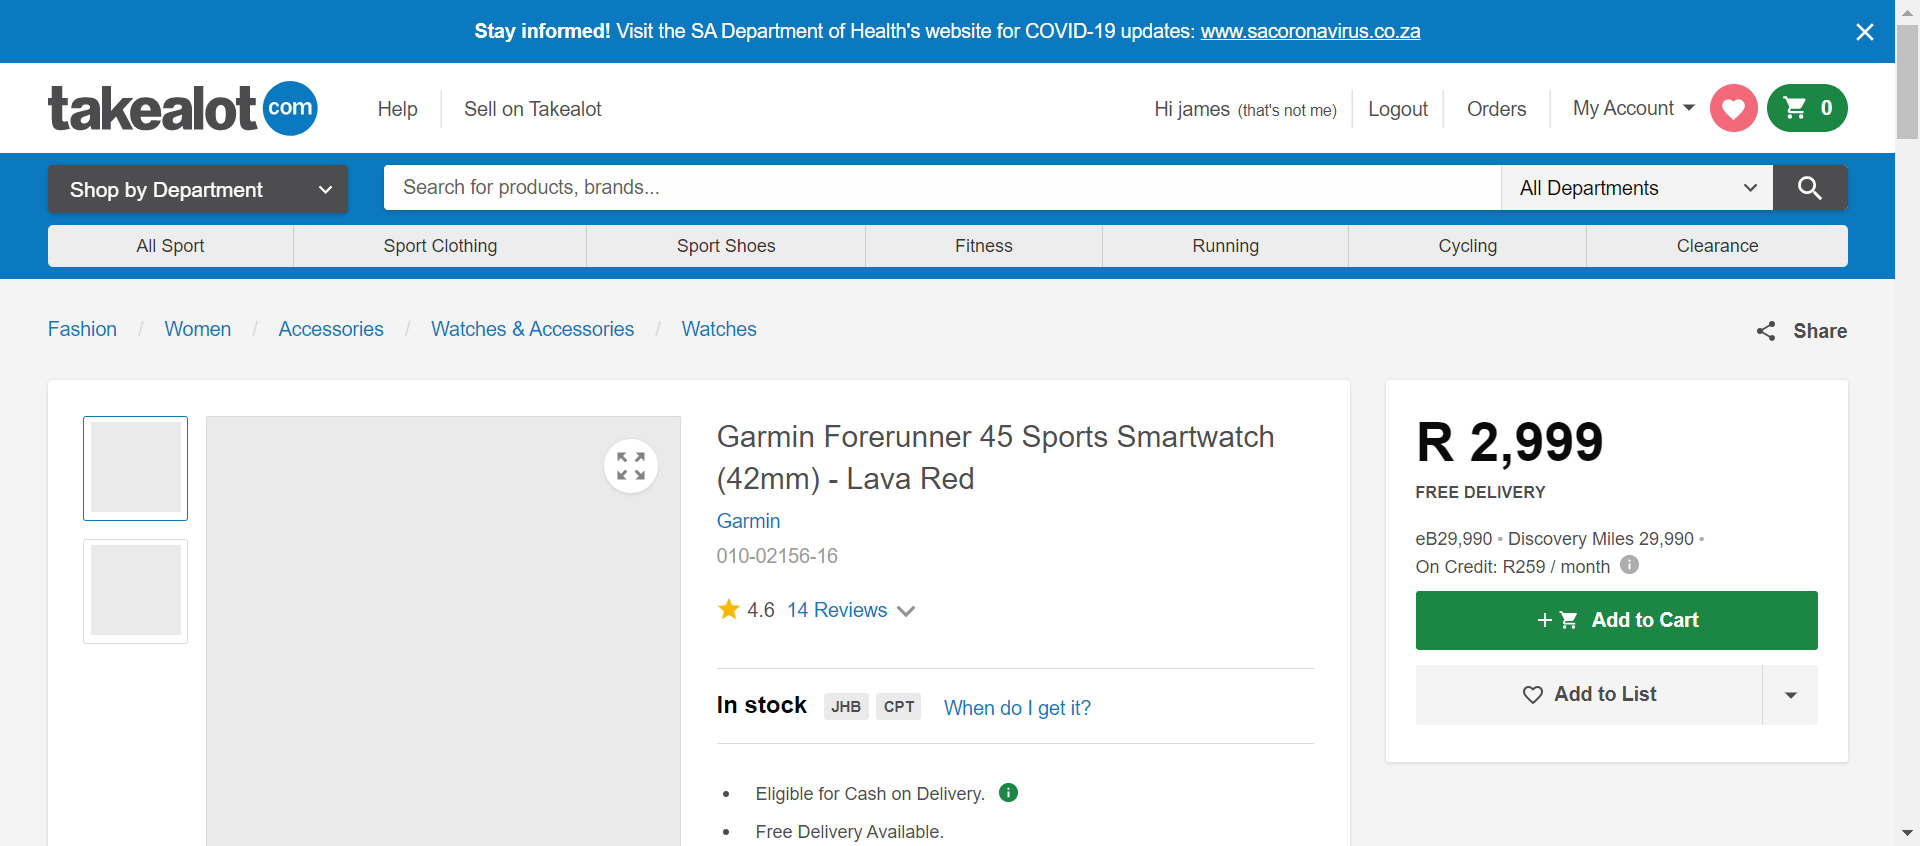 Stay informed! Visit the SA Department of Health's website for COVID-19 updates: www.sacoronavirus.co.za
takealot com
Help
Sell on Takealot
Hi james (that's not me)
Logout
Orders
My Account
0
Shop by Department
Search for products, brands...
All Departments
All Sport
Sport Clothing
Sport Shoes
Fitness
Running
Cycling
Clearance
Fashion / Women / Accessories / Watches & Accessories / Watches
Share
Garmin Forerunner 45 Sports Smartwatch
(42mm) - Lava Red
Garmin
010-02156-16
4.6 14 Reviews
In stock JHB CPT When do I get it?
• Eligible for Cash on Delivery.
• Free Delivery Available.
R 2,999
FREE DELIVERY
eB29,990 • Discovery Miles 29,990 •
On Credit: R259 / month
+ Add to Cart
Add to List